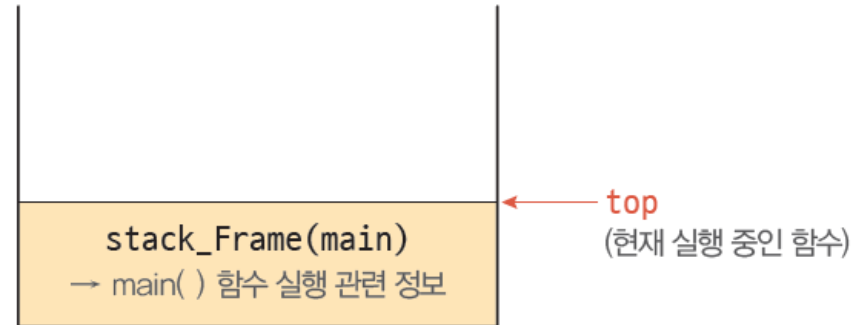 top
(현재 실행 중인 함수)
stack_Frame(main)
→ main( ) 함수 실행 관련 정보